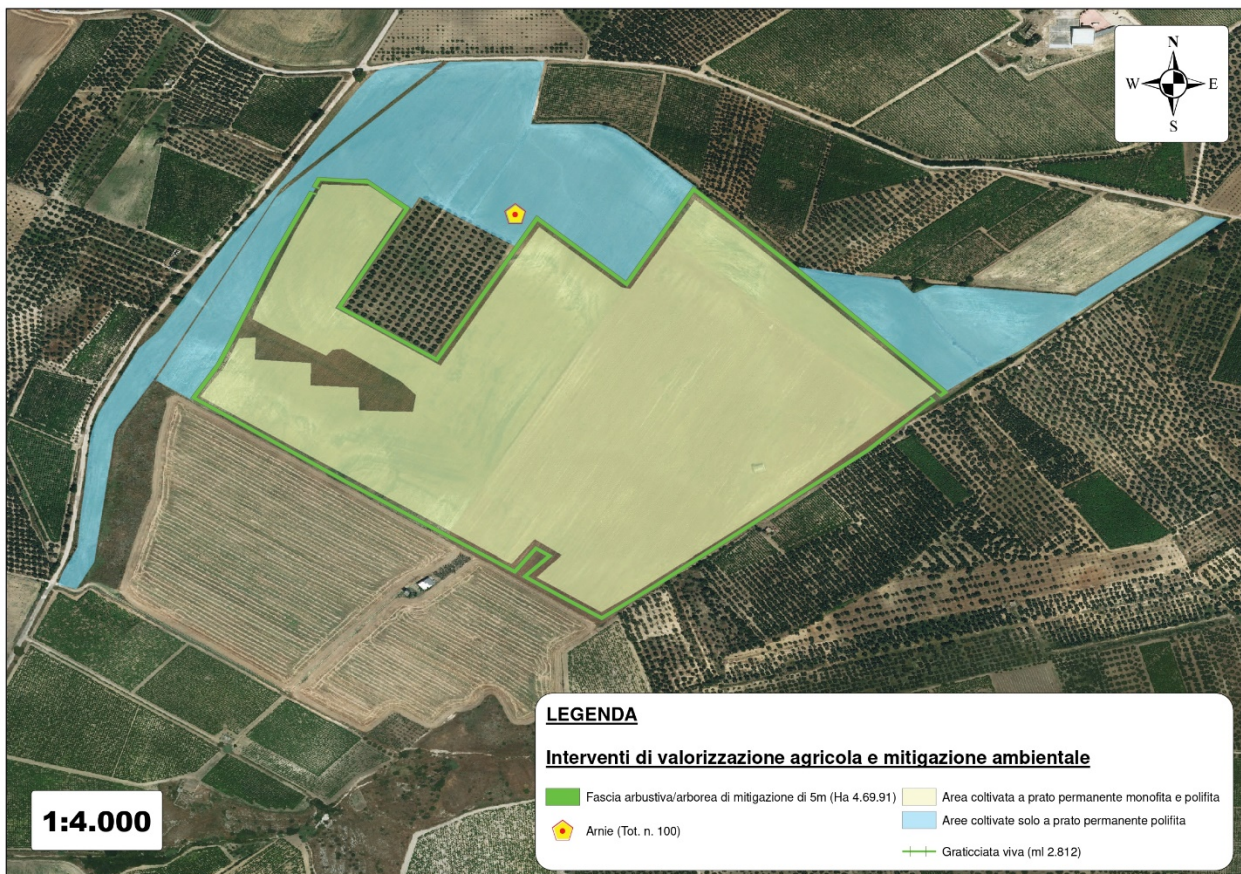 N
W E
S
LEGENDA
Interventi di valorizzazione agricola e mitigazione ambientale
Fascia arbustiva/arborea di mitigazione di 5m (Ha 4.69.91)
Arnie (Tot. n. 100)
Area coltivata a prato permanente monofita e polifita
Aree coltivate solo a prato permanente polifita
Graticciata viva (ml 2.812)
1:4.000